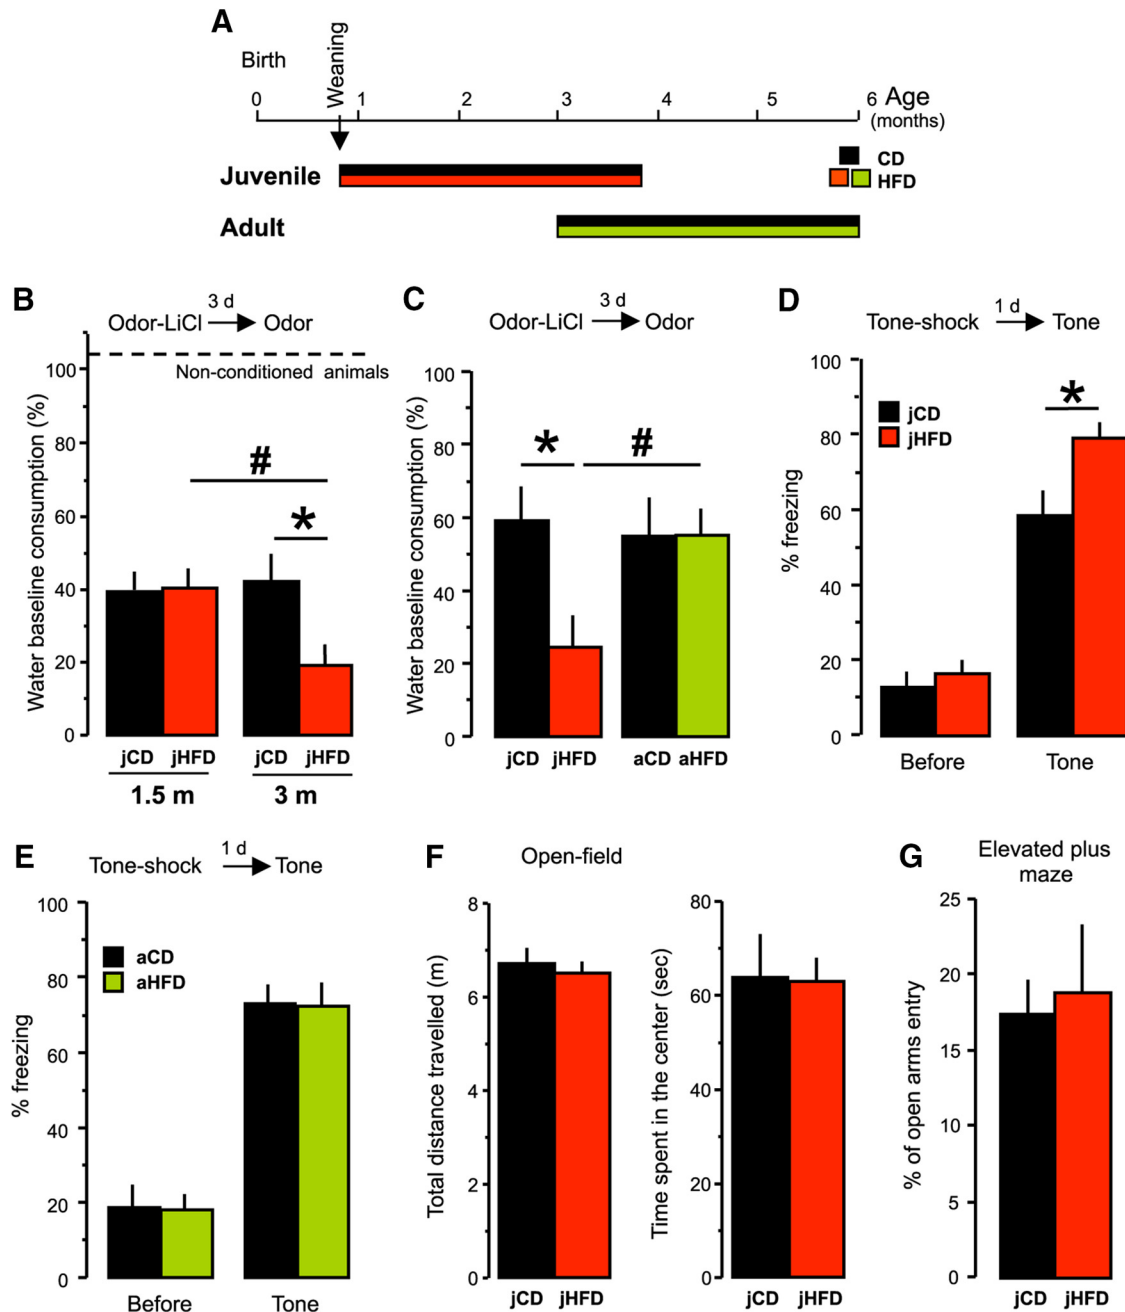 A
Birth
Weaning
0 1 2 3 4 5 6 Age
(months)
Juvenile
CD
HFD
Adult
B
3 d
Odor-LiCl Odor
Non-conditioned animals
Water baseline consumption (%)
100
80
60
40
20
0
#
*
jCD jHFD jCD jHFD
1.5 m 3 m
C
3 d
Odor-LiCl Odor
Water baseline consumption (%)
100
80
60
40
20
0
* #
jCD jHFD aCD aHFD
D
1 d
Tone-shock Tone
% freezing
100
80
60
40
20
0
jCD
jHFD
*
Before Tone
E
1 d
Tone-shock Tone
% freezing
100
80
60
40
20
0
aCD
aHFD
Before Tone
F
Open-field
Total distance travelled (m)
8
6
4
2
0
jCD jHFD
Time spent in the center (sec)
80
60
40
20
0
jCD jHFD
G
Elevated plus
maze
% of open arms entry
25
20
15
10
5
0
jCD jHFD